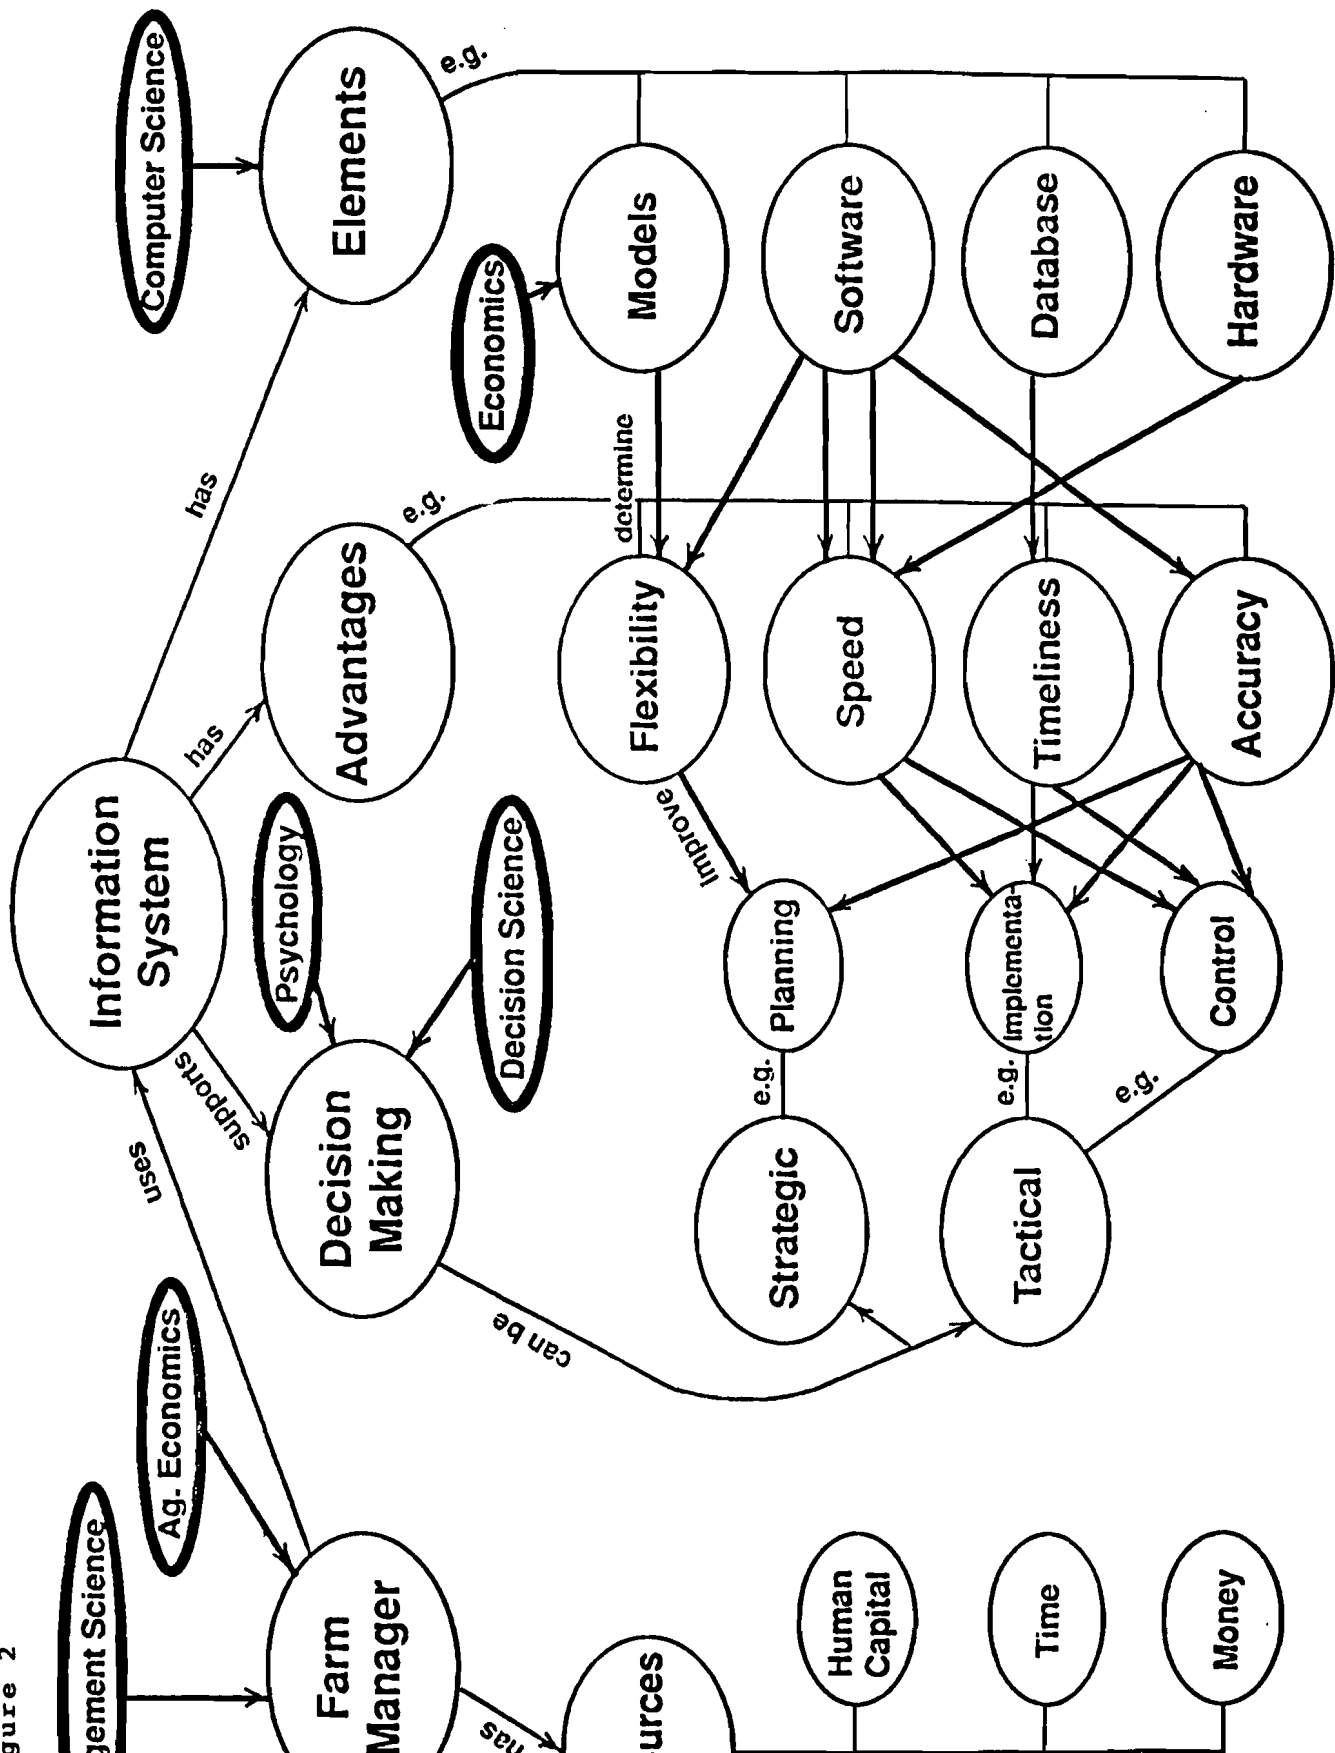 gure 2
gement Science
Ag. Economics
Farm
Manager
has
urces
Human
Capital
Time
Money
uses
Information
System
supports
has
has
Psychology
Decision Science
Decision
Making
can be
Strategic
Tactical
e.g.
e.g.
e.g.
Planning
Implementa-
tion
Control
Improve
Advantages
e.g.
Flexibility
Speed
Timeliness
Accuracy
determine
Computer Science
Elements
e.g.
Economics
Models
Software
Database
Hardware